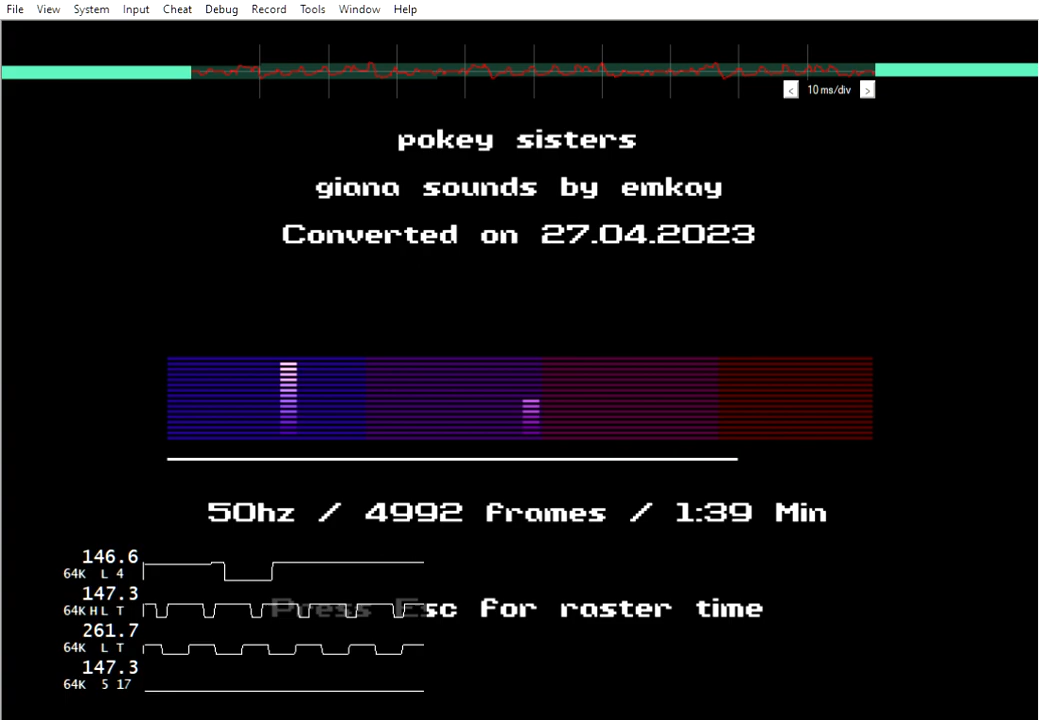 File View System Input Cheat Debug Record Tools Window Help
< 10 ms/div >
pokey sisters
giana sounds by emkay
Converted on 27.04.2023
50hz / 4992 frames / 1:39 Min
146.6
64K L 4
147.3
64K H L T
Press Esc for raster time
261.7
64K L T
147.3
64K 5 17